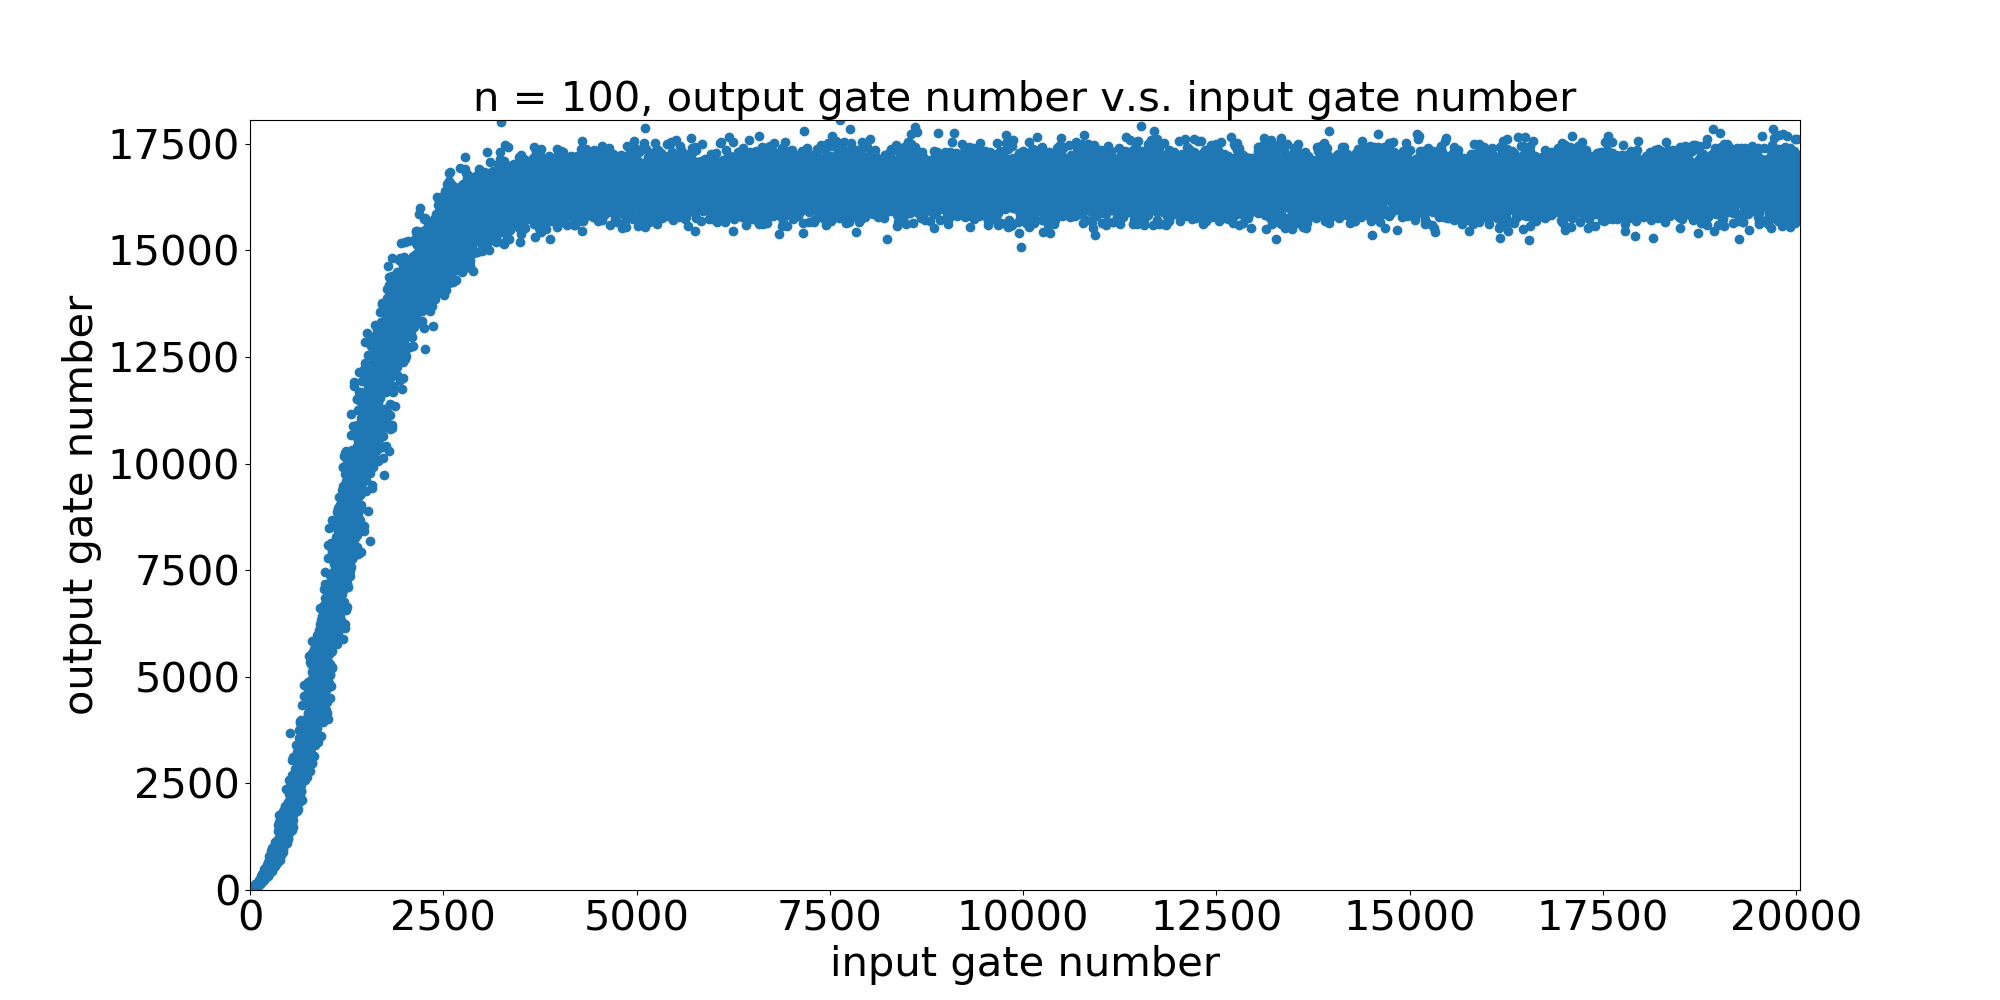 n = 100, output gate number v.s. input gate number
17500
15000
12500
10000
7500
5000
2500
0
output gate number
0 2500 5000 7500 10000 12500 15000 17500 20000
input gate number